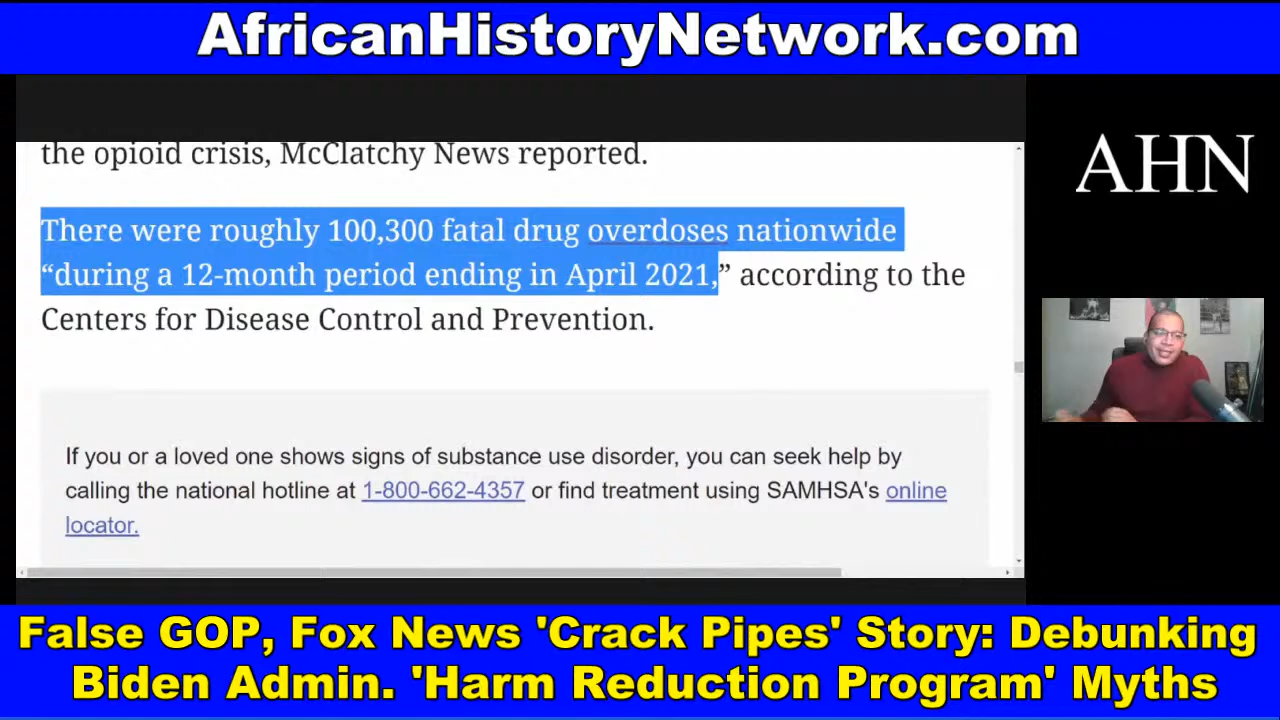 AfricanHistoryNetwork.com
the opioid crisis, McClatchy News reported.
There were roughly 100,300 fatal drug overdoses nationwide
“during a 12-month period ending in April 2021,” according to the
Centers for Disease Control and Prevention.
If you or a loved one shows signs of substance use disorder, you can seek help by
calling the national hotline at 1-800-662-4357 or find treatment using SAMHSA's online
locator.
AHN
False GOP, Fox News 'Crack Pipes' Story: Debunking
Biden Admin. 'Harm Reduction Program' Myths